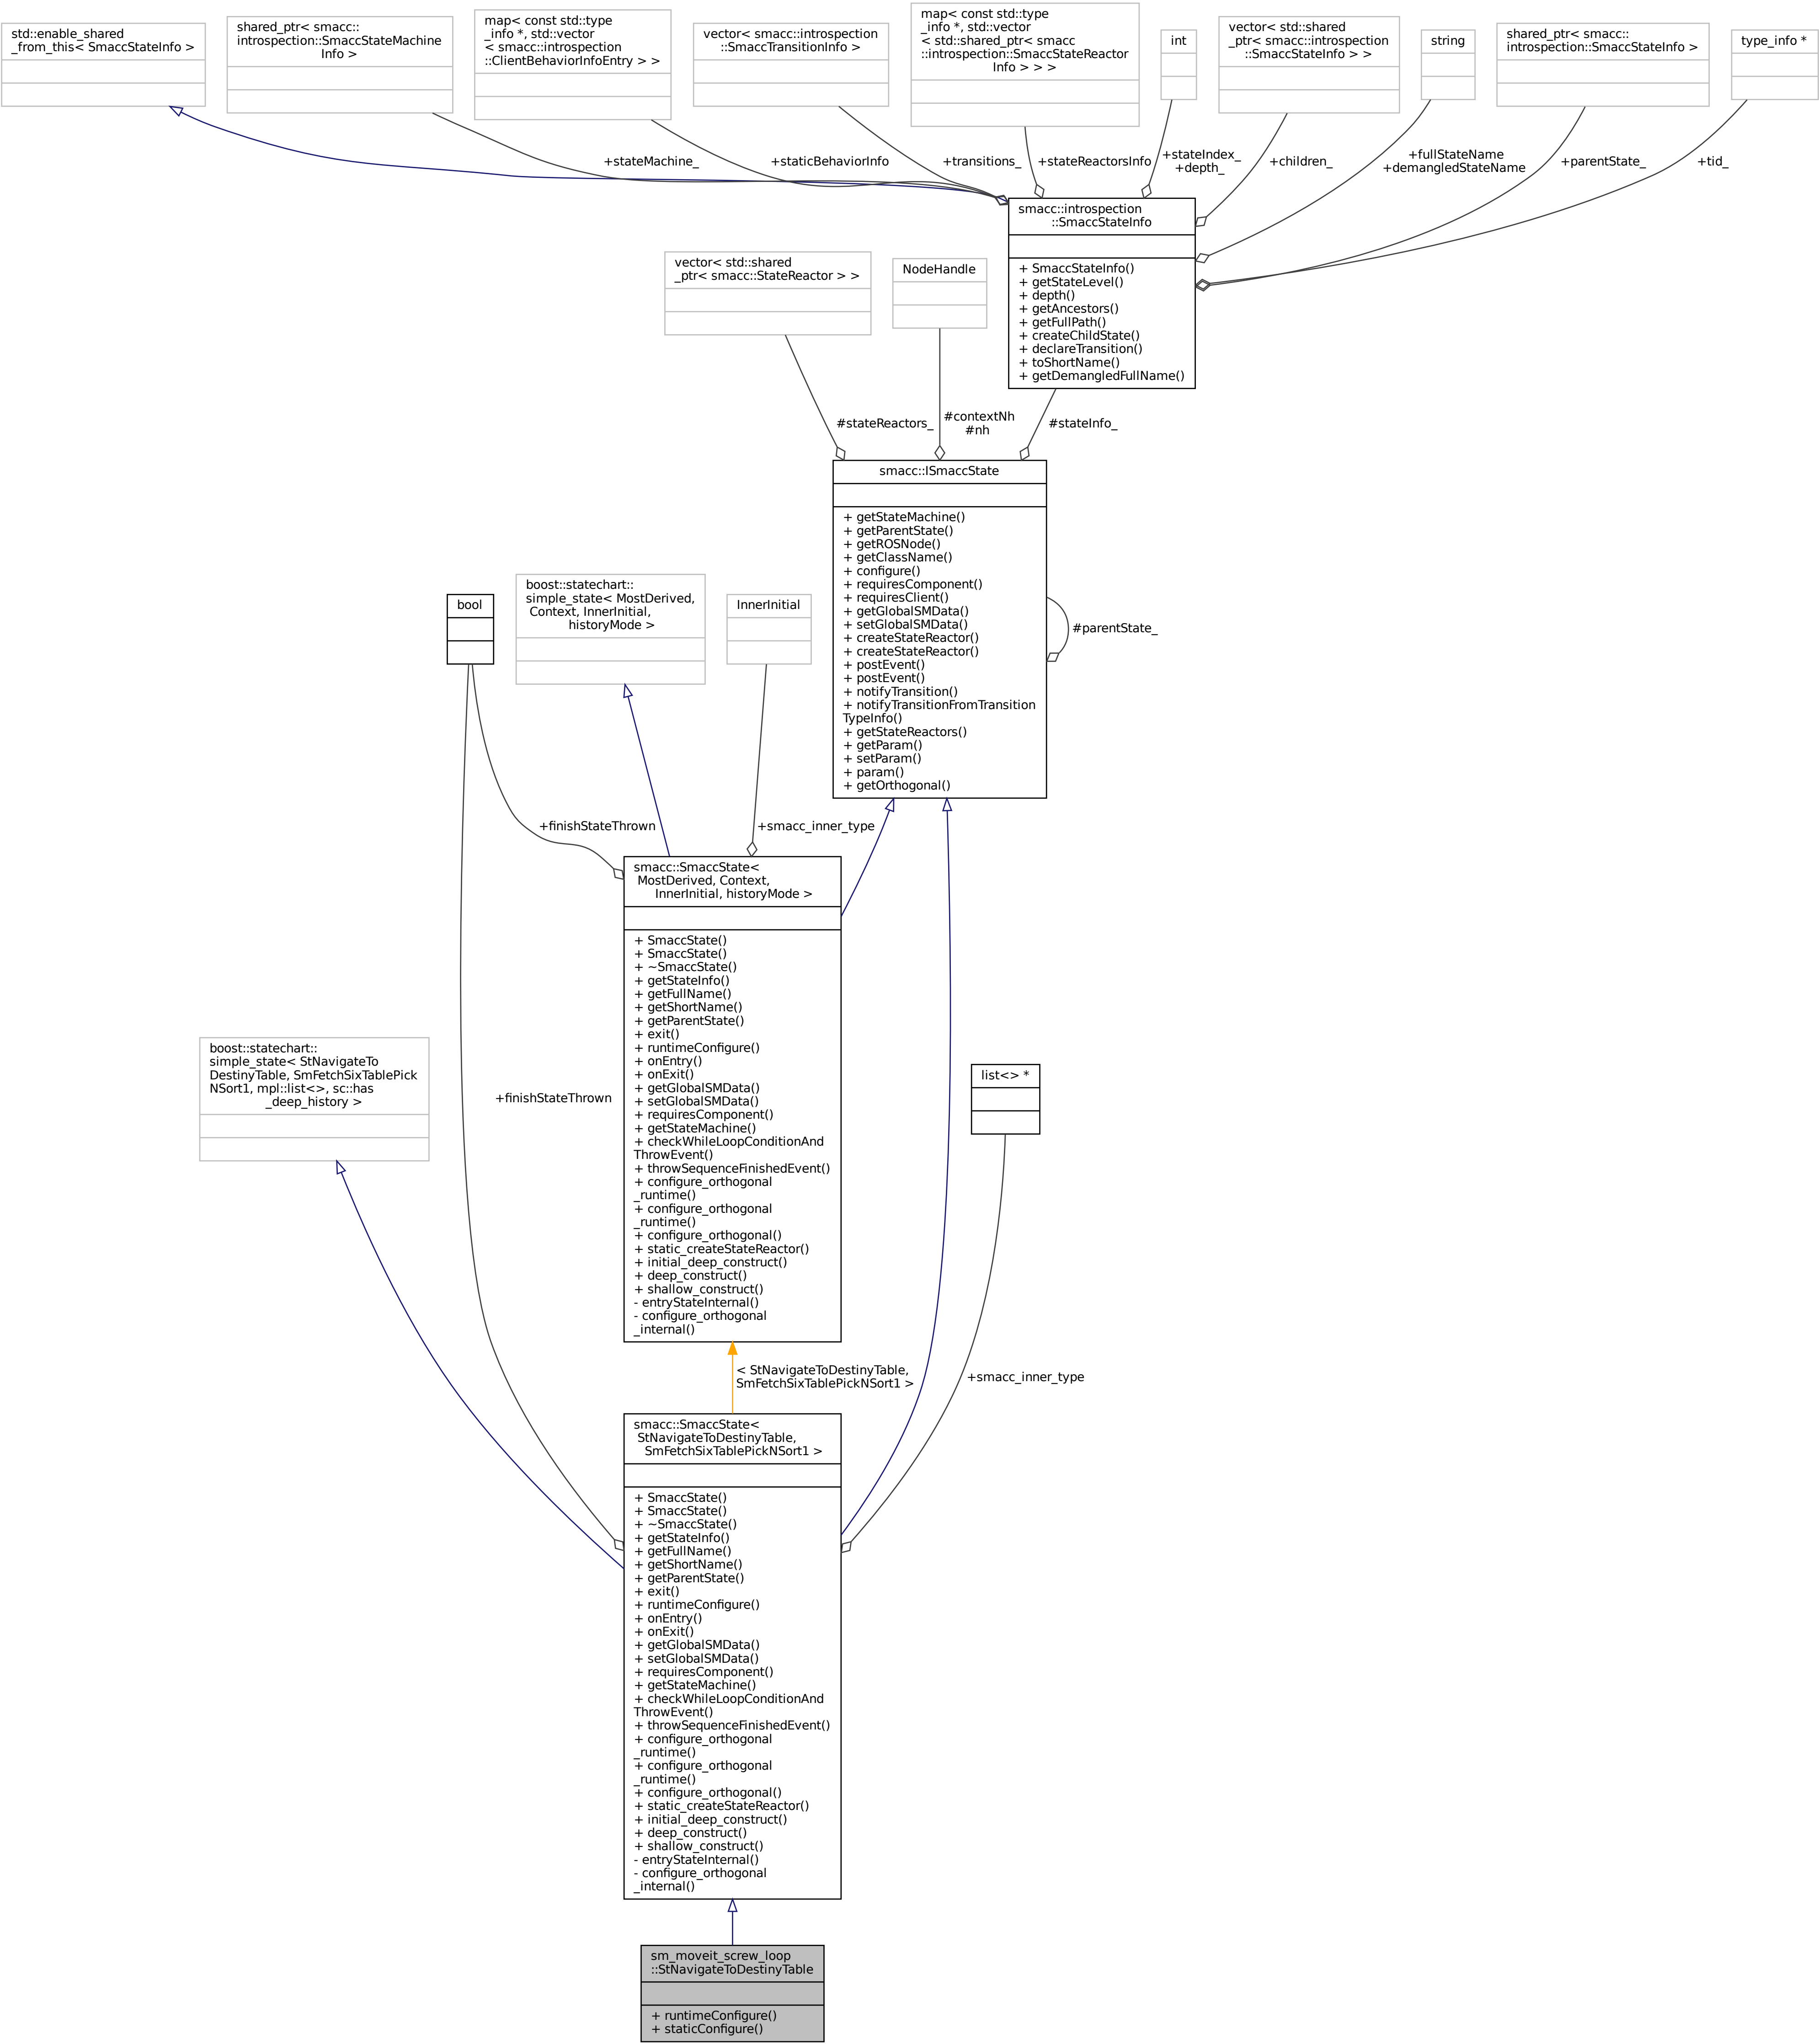 std::enable_shared
_from_this< SmaccStateInfo >
shared_ptr< smacc::
introspection::SmaccStateMachine
Info >
map< const std::type
_info *, std::vector
< smacc::introspection
::ClientBehaviorInfoEntry > >
vector< smacc::introspection
::SmaccTransitionInfo >
map< const std::type
_info *, std::vector
< std::shared_ptr< smacc
::introspection::SmaccStateReactor
Info > > >
int
vector< std::shared
_ptr< smacc::introspection
::SmaccStateInfo > >
string
shared_ptr< smacc::
introspection::SmaccStateInfo >
type_info *
+stateMachine_
+staticBehaviorInfo
+transitions_
+stateReactorsInfo
+stateIndex_
+depth_
+children_
+fullStateName
+demangledStateName
+parentState_
+tid_
smacc::introspection
::SmaccStateInfo
+ SmaccStateInfo()
+ getStateLevel()
+ depth()
+ getAncestors()
+ getFullPath()
+ createChildState()
+ declareTransition()
+ toShortName()
+ getDemangledFullName()
vector< std::shared
_ptr< smacc::StateReactor > >
NodeHandle
#stateReactors_
#contextNh
#nh
#stateInfo_
smacc::ISmaccState
+ getStateMachine()
+ getParentState()
+ getROSNode()
+ getClassName()
+ configure()
+ requiresComponent()
+ requiresClient()
+ getGlobalSMData()
+ setGlobalSMData()
+ createStateReactor()
+ createStateReactor()
+ postEvent()
+ postEvent()
+ notifyTransition()
+ notifyTransitionFromTransition
TypeInfo()
+ getStateReactors()
+ getParam()
+ setParam()
+ param()
+ getOrthogonal()
#parentState_
bool
boost::statechart::
simple_state< MostDerived,
Context, InnerInitial,
historyMode >
InnerInitial
+finishStateThrown
+smacc_inner_type
smacc::SmaccState<
MostDerived, Context,
InnerInitial, historyMode >
+ SmaccState()
+ SmaccState()
+ ~SmaccState()
+ getStateInfo()
+ getFullName()
+ getShortName()
+ getParentState()
+ exit()
+ runtimeConfigure()
+ onEntry()
+ onExit()
+ getGlobalSMData()
+ setGlobalSMData()
+ requiresComponent()
+ getStateMachine()
+ checkWhileLoopConditionAnd
ThrowEvent()
+ throwSequenceFinishedEvent()
+ configure_orthogonal
_runtime()
+ configure_orthogonal
_runtime()
+ configure_orthogonal()
+ static_createStateReactor()
+ initial_deep_construct()
+ deep_construct()
+ shallow_construct()
- entryStateInternal()
- configure_orthogonal
_internal()
boost::statechart::
simple_state< StNavigateTo
DestinyTable, SmFetchSixTablePick
NSort1, mpl::list<>, sc::has
_deep_history >
+finishStateThrown
list<> *
< StNavigateToDestinyTable,
SmFetchSixTablePickNSort1 >
+smacc_inner_type
smacc::SmaccState<
StNavigateToDestinyTable,
SmFetchSixTablePickNSort1 >
+ SmaccState()
+ SmaccState()
+ ~SmaccState()
+ getStateInfo()
+ getFullName()
+ getShortName()
+ getParentState()
+ exit()
+ runtimeConfigure()
+ onEntry()
+ onExit()
+ getGlobalSMData()
+ setGlobalSMData()
+ requiresComponent()
+ getStateMachine()
+ checkWhileLoopConditionAnd
ThrowEvent()
+ throwSequenceFinishedEvent()
+ configure_orthogonal
_runtime()
+ configure_orthogonal
_runtime()
+ configure_orthogonal()
+ static_createStateReactor()
+ initial_deep_construct()
+ deep_construct()
+ shallow_construct()
- entryStateInternal()
- configure_orthogonal
_internal()
sm_moveit_screw_loop
::StNavigateToDestinyTable
+ runtimeConfigure()
+ staticConfigure()